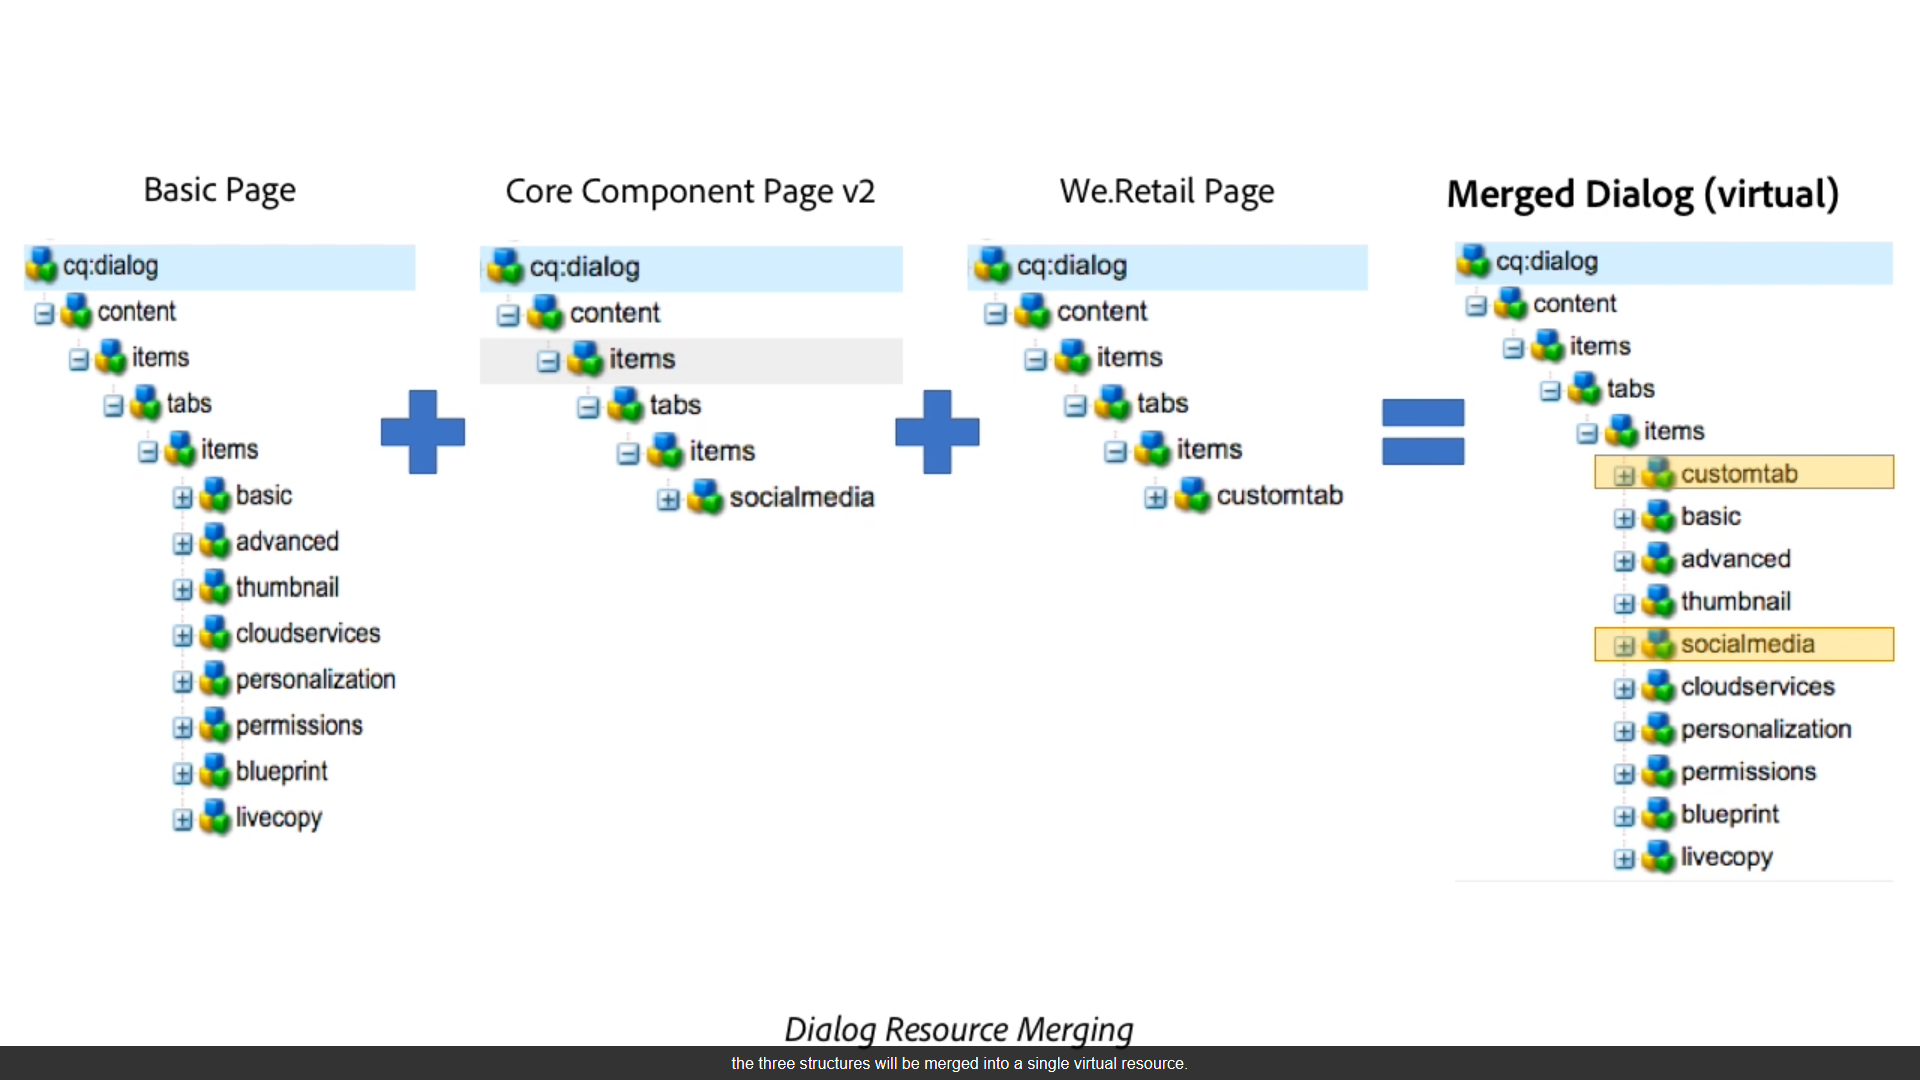 Basic Page
cq:dialog
content
items
tabs
items
basic
advanced
thumbnail
cloudservices
personalization
permissions
blueprint
livecopy
Core Component Page v2
cq:dialog
content
items
tabs
items
socialmedia
We.Retail Page
cq:dialog
content
items
tabs
items
customtab
Merged Dialog (virtual)
cq:dialog
content
items
tabs
items
customtab
basic
advanced
thumbnail
socialmedia
cloudservices
personalization
permissions
blueprint
livecopy
Dialog Resource Merging
the three structures will be merged into a single virtual resource.